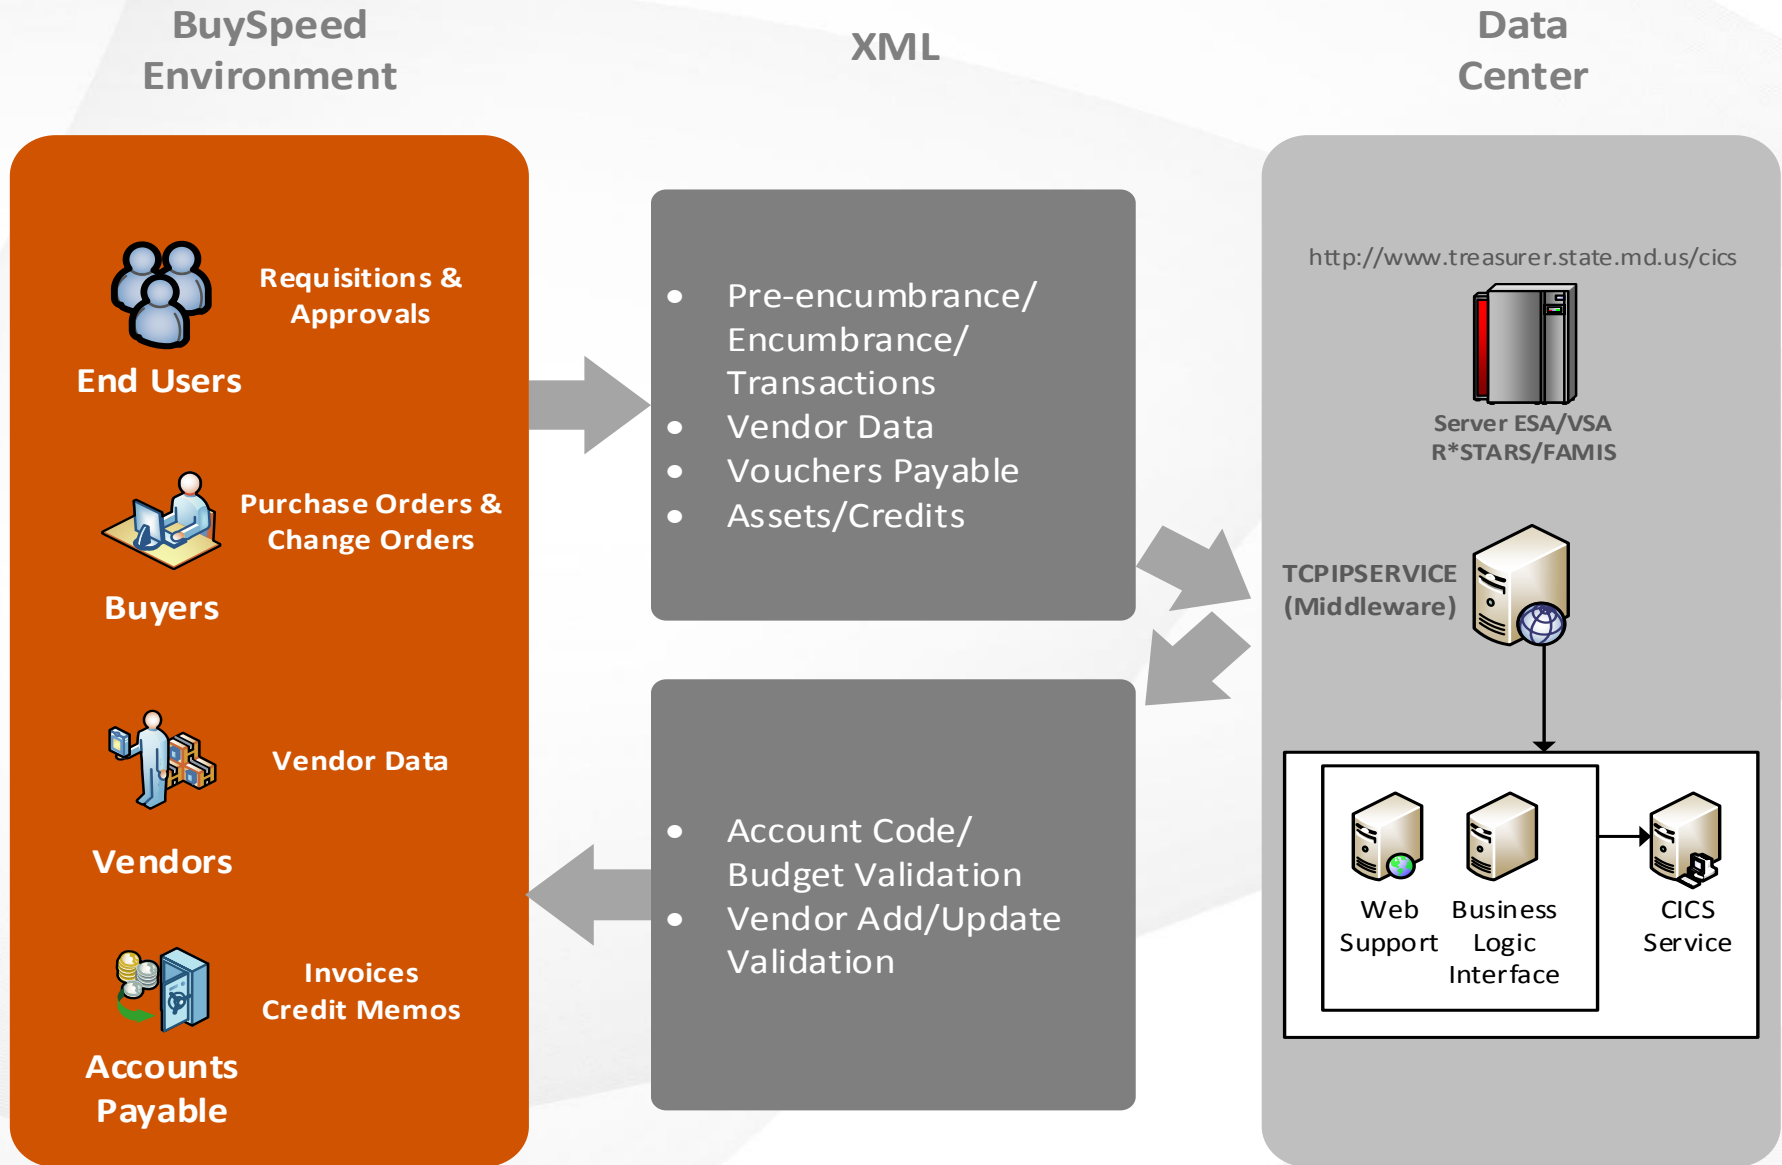 BuySpeed
Environment
XML
Data
Center
Requisitions &
Approvals
End Users
Purchase Orders &
Change Orders
Buyers
Vendor Data
Vendors
Invoices
Credit Memos
Accounts
Payable
• Pre-encumbrance/
Encumbrance/
Transactions
• Vendor Data
• Vouchers Payable
• Assets/Credits
• Account Code/
Budget Validation
• Vendor Add/Update
Validation
http://www.treasurer.state.md.us/cics
Server ESA/VSA
R*STARS/FAMIS
TCPIPSERVICE
(Middleware)
Web
Support
Business
Logic
Interface
CICS
Service